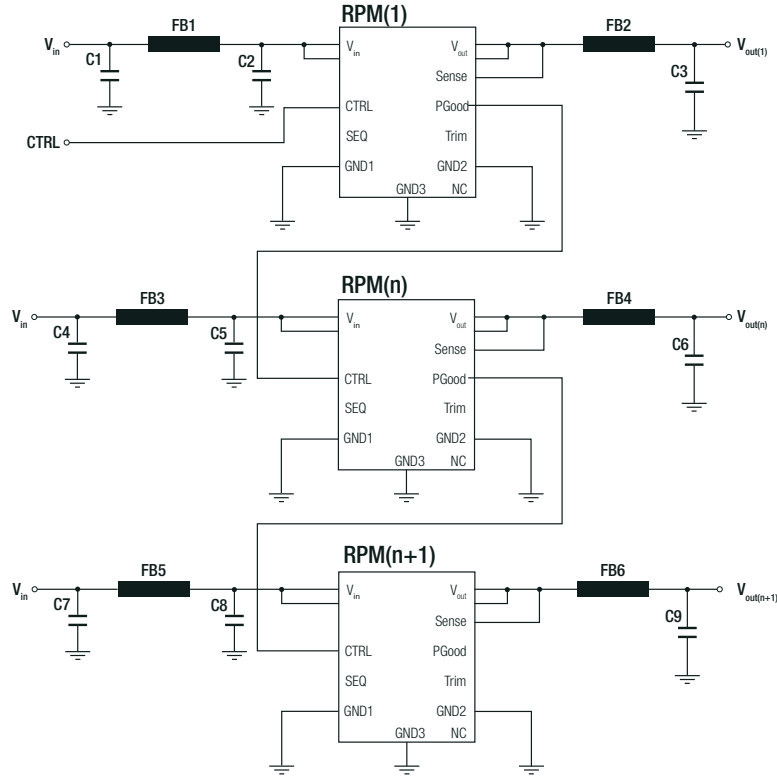 RPM(1)
FB1
FB2
Vin
C1
C2
Vin
Vout
Vout(1)
Sense
C3
CTRL
PGood
CTRL
SEQ
Trim
GND1
GND2
GND3
NC
RPM(n)
FB3
FB4
Vin
C4
C5
Vin
Vout
Vout(n)
Sense
C6
CTRL
PGood
SEQ
Trim
GND1
GND2
GND3
NC
RPM(n+1)
FB5
FB6
Vin
C7
C8
Vin
Vout
Vout(n+1)
Sense
C9
CTRL
PGood
SEQ
Trim
GND1
GND2
GND3
NC